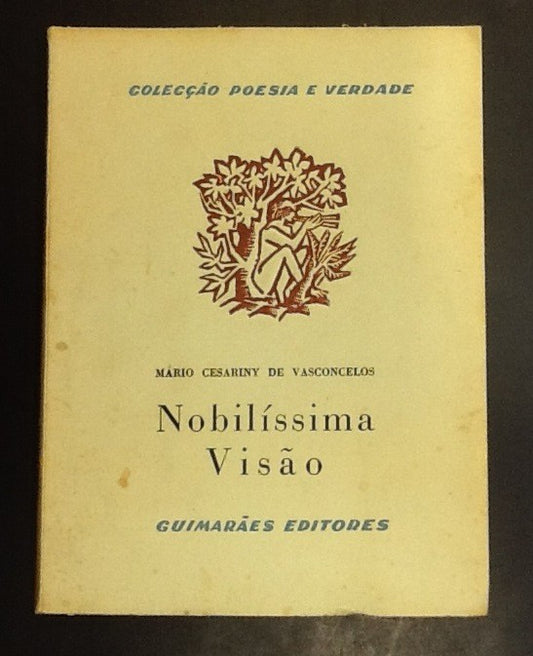 COLECÇÃO POESIA E VERDADE
MÁRIO CESARINY DE VASCONCELOS
Nobilíssima
Visão
GUIMARÃES EDITORES